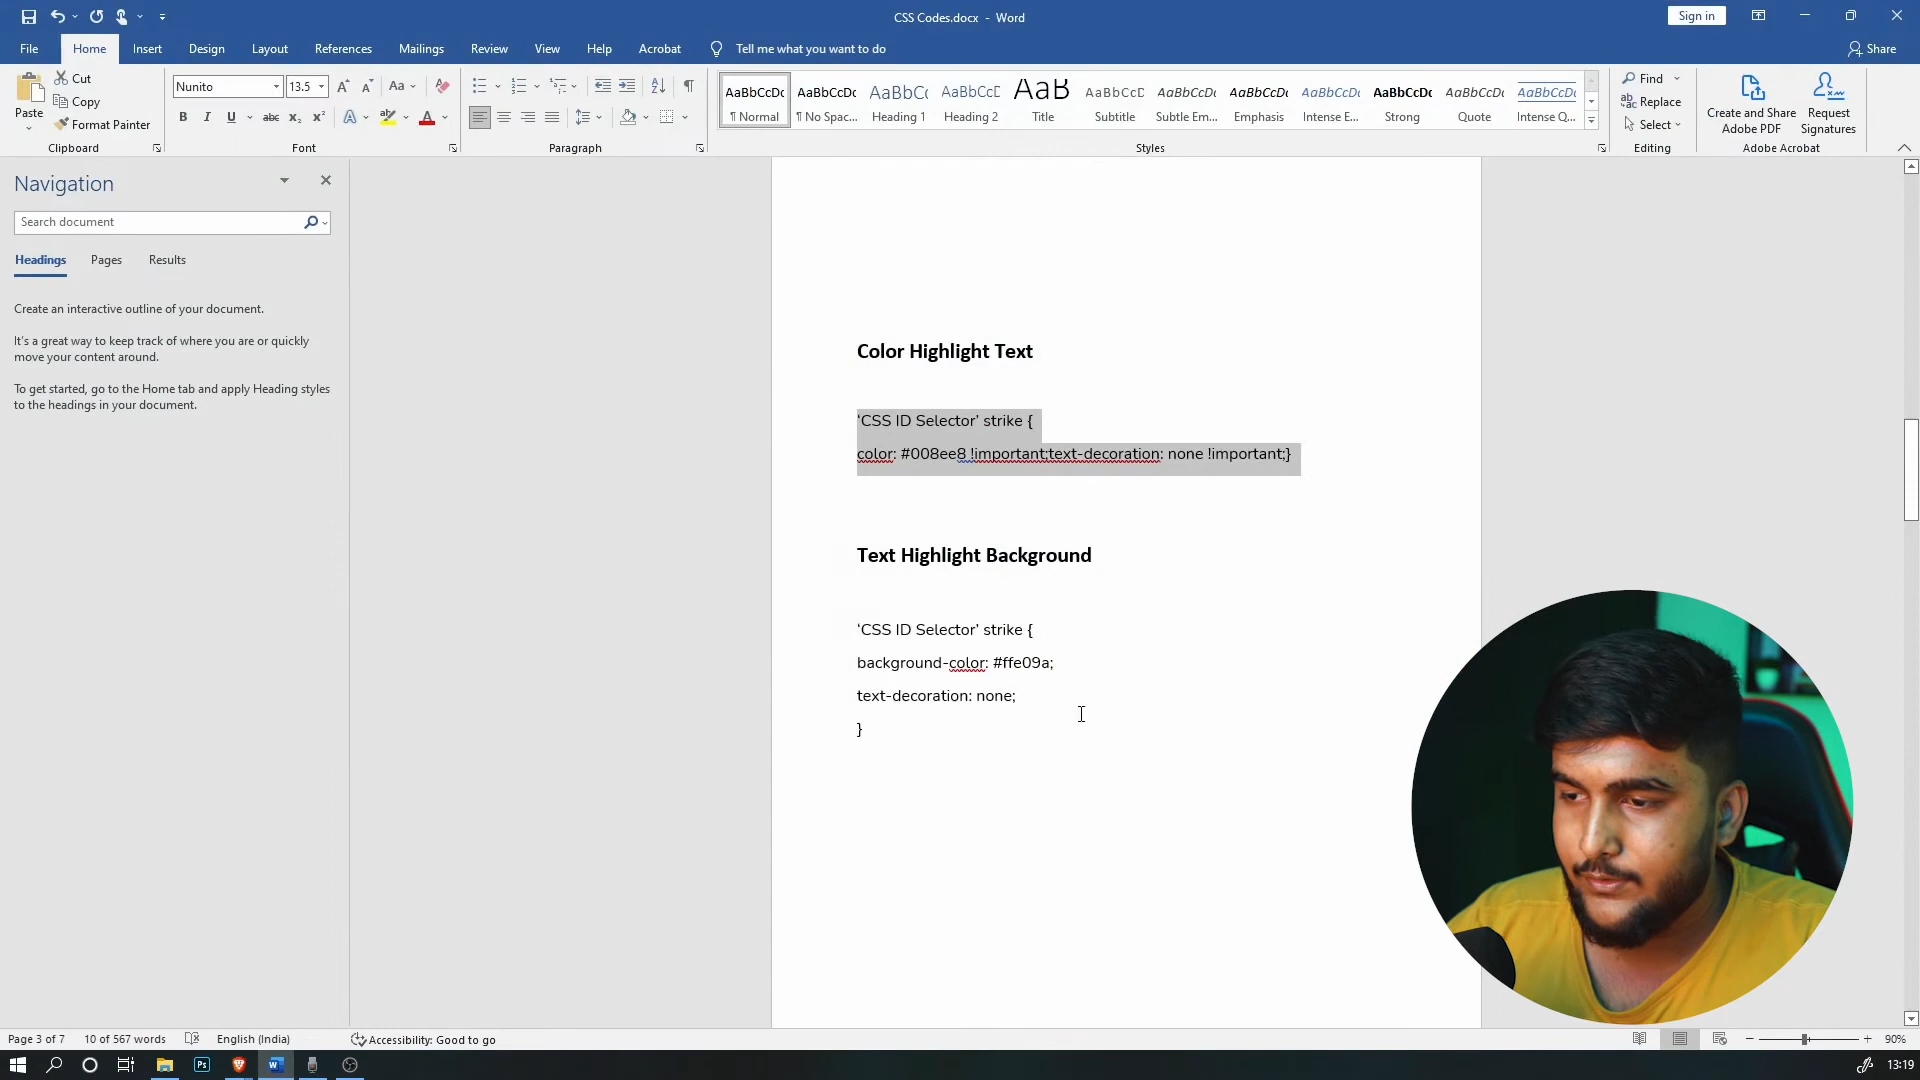 CSS Codes.docx - Word
Sign in
File
Home
Insert
Design
Layout
References
Mailings
Review
View
Help
Acrobat
Tell me what you want to do
Share
Paste
Cut
Copy
Format Painter
Clipboard
Nunito
13.5
Aa
B I U abc x₂ x²
Font
Paragraph
AaBbCcDc
¶ Normal
AaBbCcDc
¶ No Spac...
AaBbCc
Heading 1
AaBbCcD
Heading 2
AaB
Title
AaBbCcD
Subtitle
AaBbCcDc
Subtle Em...
AaBbCcDc
Emphasis
AaBbCcDc
Intense E...
AaBbCcDc
Strong
AaBbCcDc
Quote
AaBbCcDc
Intense Q...
Styles
Find
Replace
Select
Editing
Create and Share
Adobe PDF
Request
Signatures
Adobe Acrobat
Navigation
Search document
Headings
Pages
Results
Create an interactive outline of your document.
It's a great way to keep track of where you are or quickly
move your content around.
To get started, go to the Home tab and apply Heading styles
to the headings in your document.
Color Highlight Text
‘CSS ID Selector’ strike {
color: #008ee8 !important;text-decoration: none !important;}
Text Highlight Background
‘CSS ID Selector’ strike {
background-color: #ffe09a;
text-decoration: none;
}
Page 3 of 7
10 of 567 words
English (India)
Accessibility: Good to go
90%
Ps
13:19